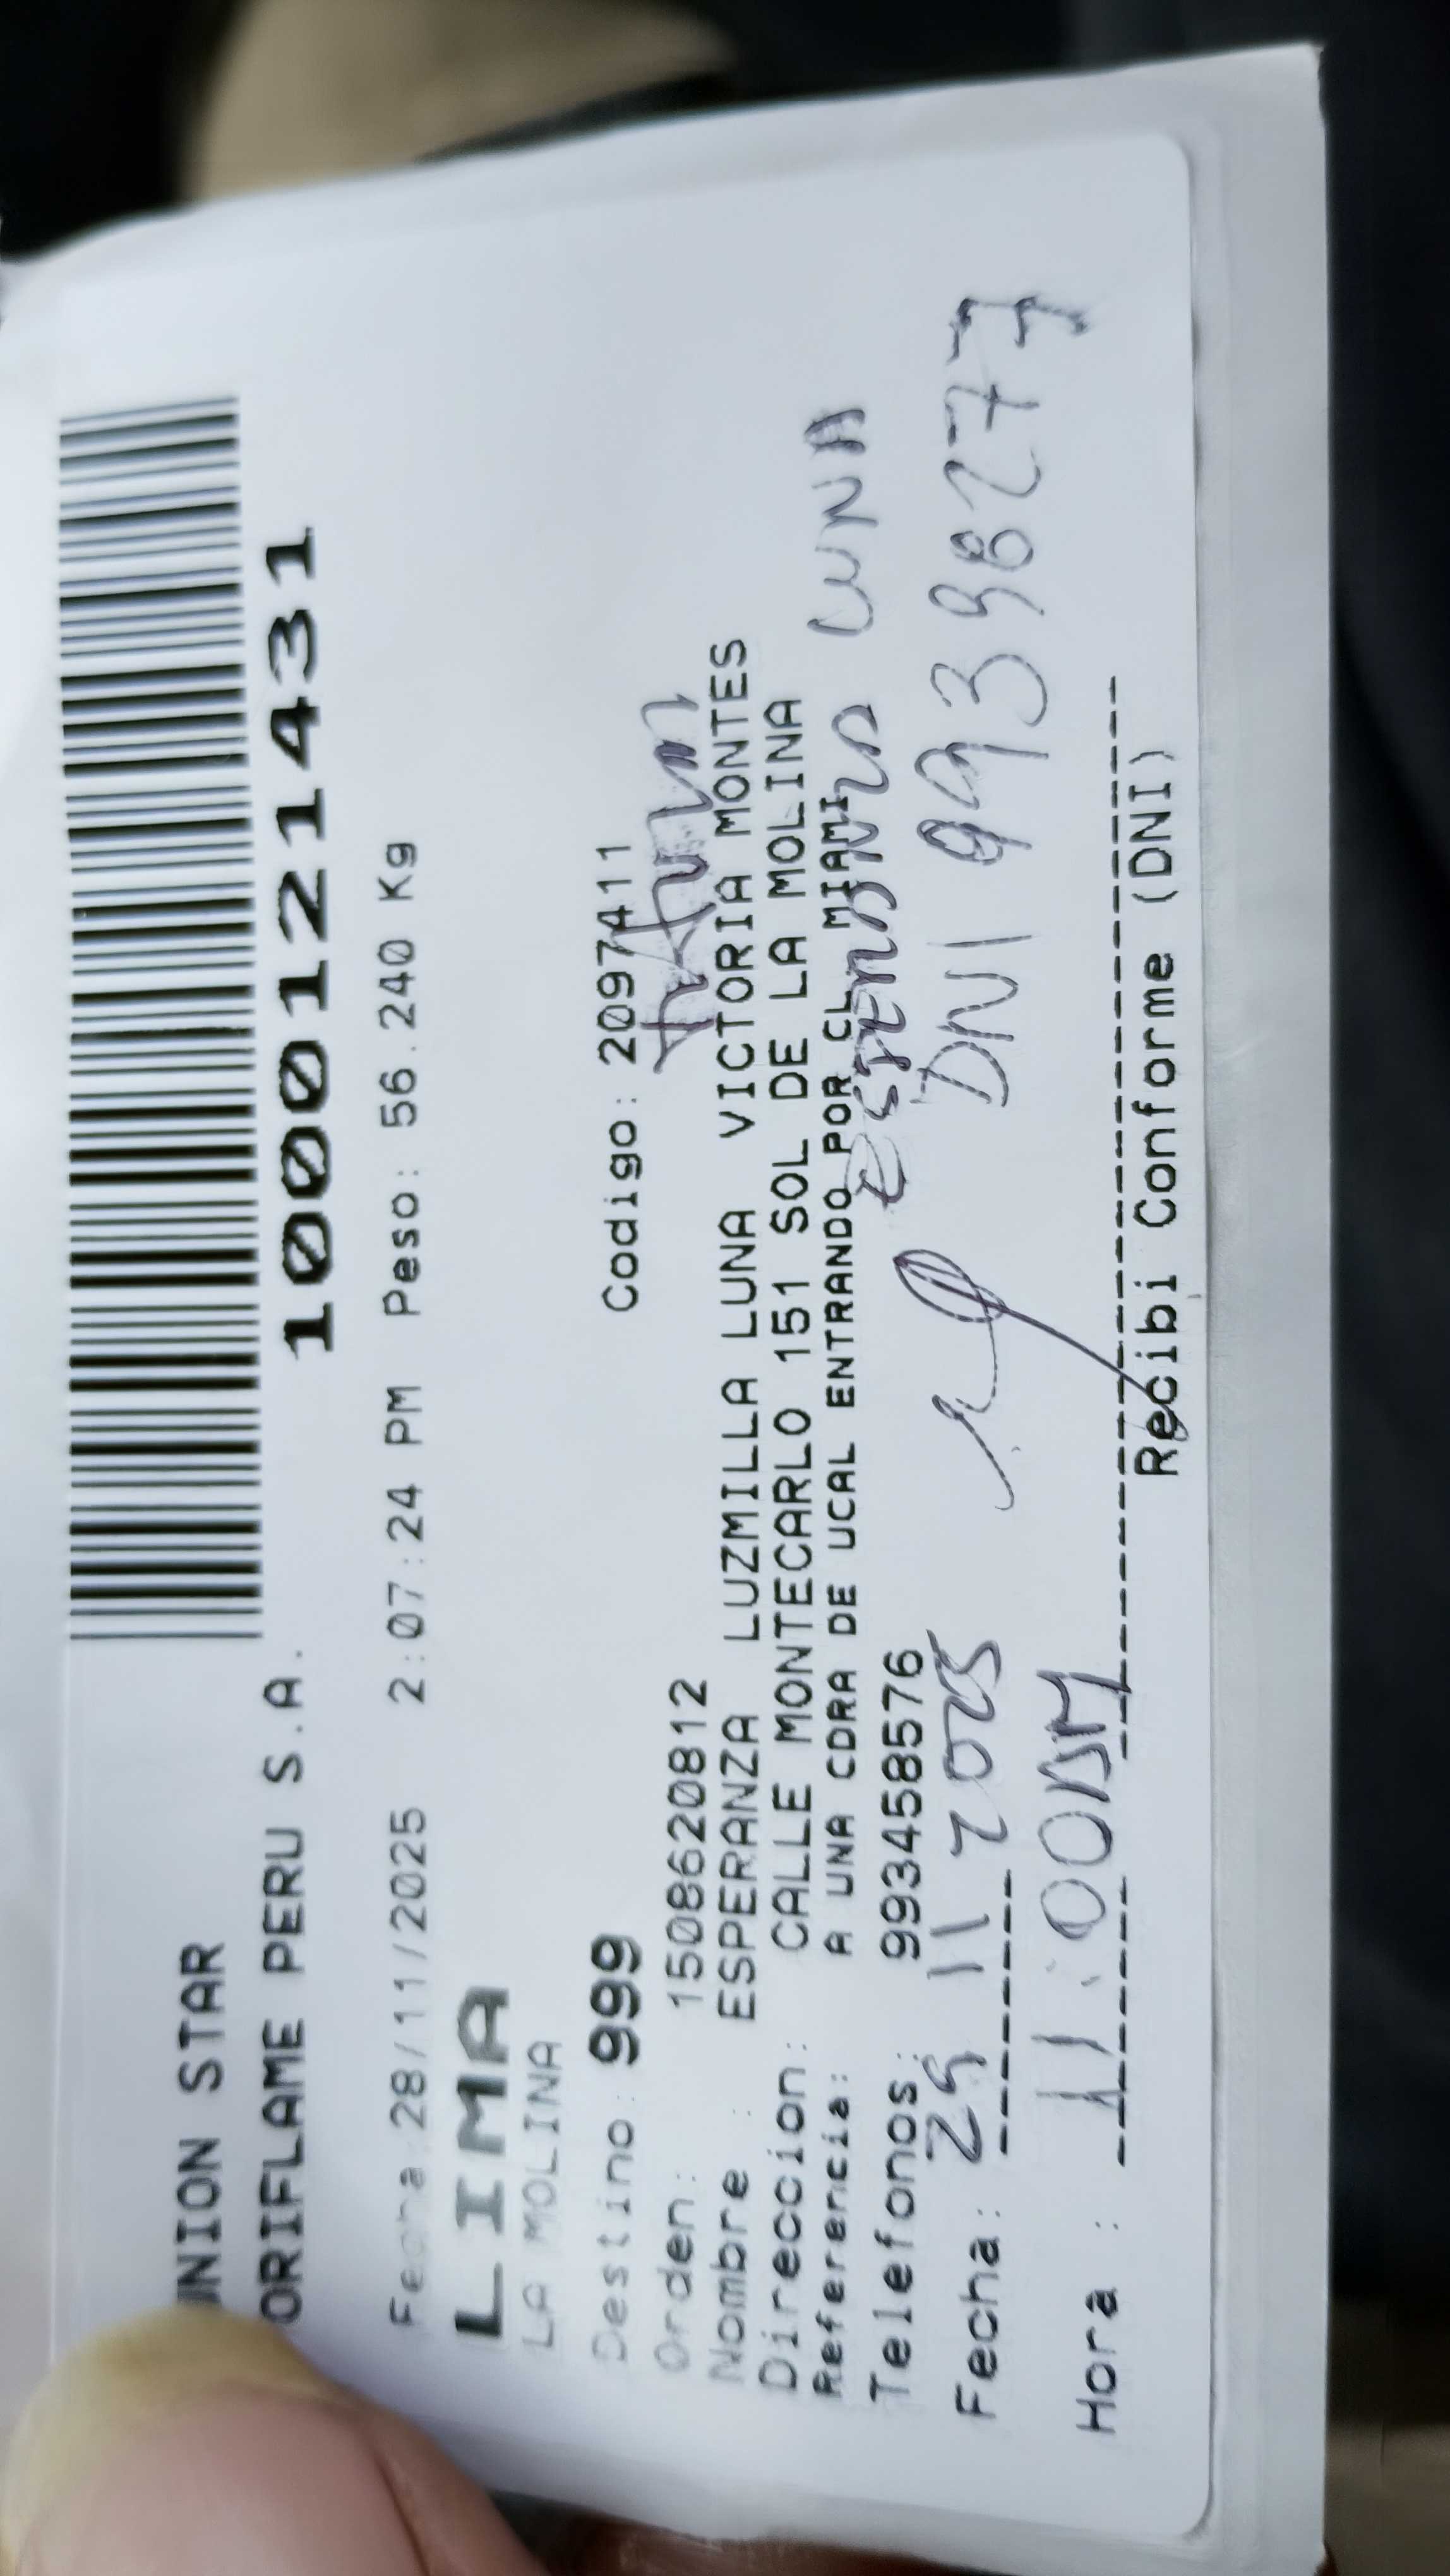 UNION STAR
ORIFLAME PERU S.A.
1000121431
Fecha:28/11/2025 2:07:24 PM Peso: 56.240 Kg
LIMA
LA MOLINA
Destino: 999 Codigo: 2097411
Orden: 1508620812
Nombre : ESPERANZA LUZMILLA LUNA VICTORIA MONTES
Direccion: CALLE MONTECARLO 151 SOL DE LA MOLINA
Referencia: A UNA CDRA DE UCAL ENTRANDO POR CL MIAMI
Telefonos: 993458576
LUNA
Fecha: 29 11 2025 DNI 099398277
Hora : 11:00AM
Recibi Conforme (DNI)